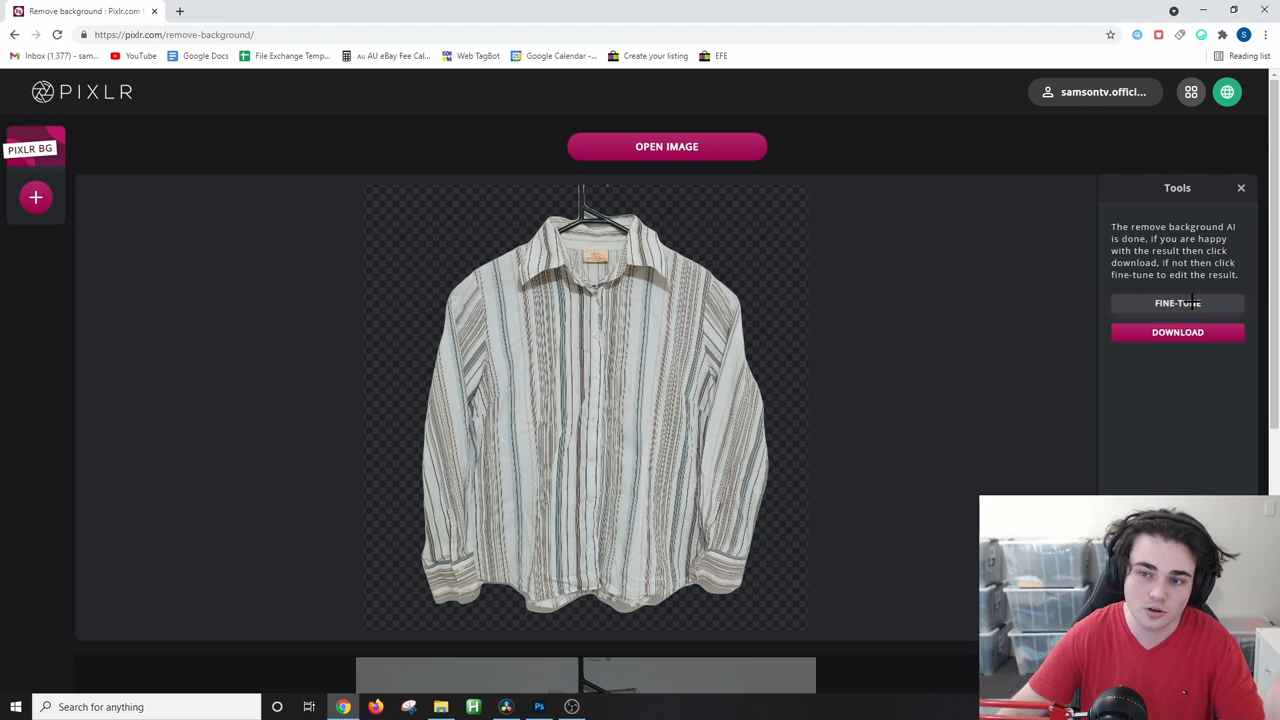 Remove background : Pixlr.com f
https://pixlr.com/remove-background/
Inbox (1,377) - sam...
YouTube
Google Docs
File Exchange Temp...
AU eBay Fee Cal...
Web TagBot
Google Calendar -...
Create your listing
EFE
Reading list
PIXLR
samsontv.offici...
PIXLR BG
OPEN IMAGE
Tools
The remove background AI
is done, if you are happy
with the result then click
download, if not then click
fine-tune to edit the result.
FINE-TUNE
DOWNLOAD
Search for anything